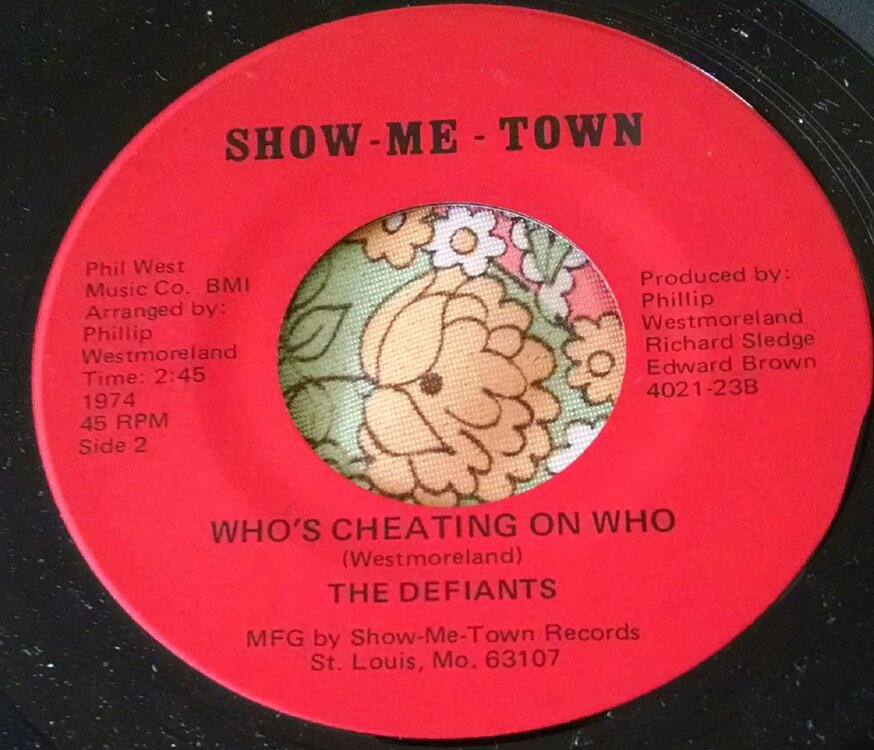 SHOW-ME-TOWN
Phil West
Music Co. BMI
Arranged by:
Phillip
Westmoreland
Time: 2:45
1974
45 RPM
Side 2
Produced by:
Phillip
Westmoreland
Richard Sledge
Edward Brown
4021-23B
WHO'S CHEATING ON WHO
(Westmoreland)
THE DEFIANTS
MFG by Show-Me-Town Records
St. Louis, Mo. 63107